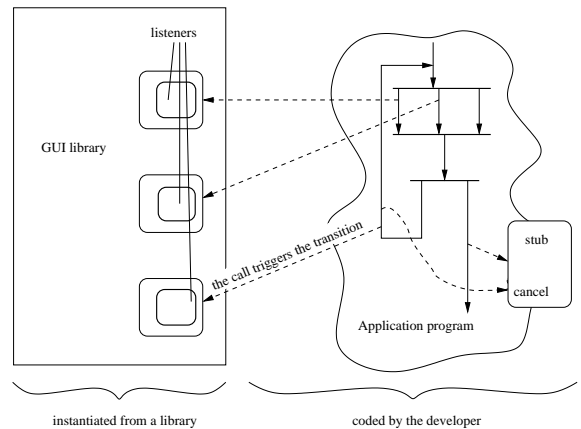 listeners
GUI library
the call triggers the transition
stub
cancel
Application program
instantiated from a library
coded by the developer